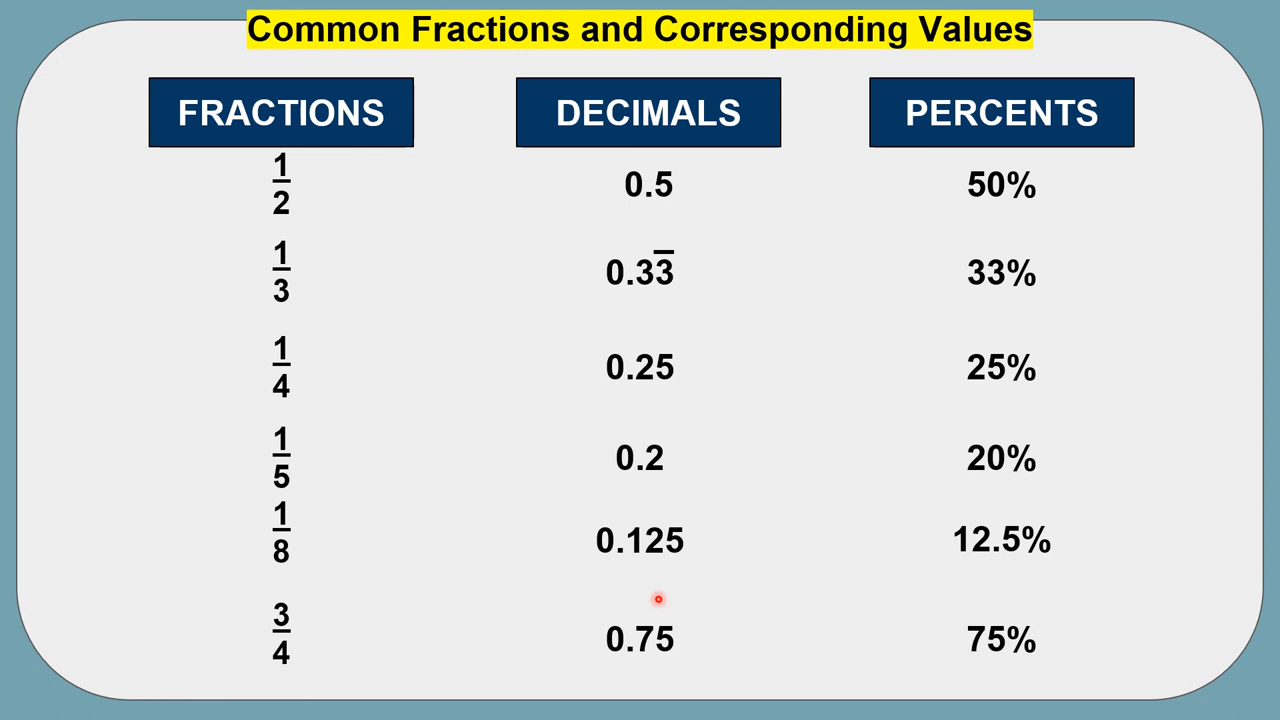 Common Fractions and Corresponding Values
FRACTIONS DECIMALS PERCENTS
1/2 0.5 50%
1/3 0.33̅ 33%
1/4 0.25 25%
1/5 0.2 20%
1/8 0.125 12.5%
3/4 0.75 75%